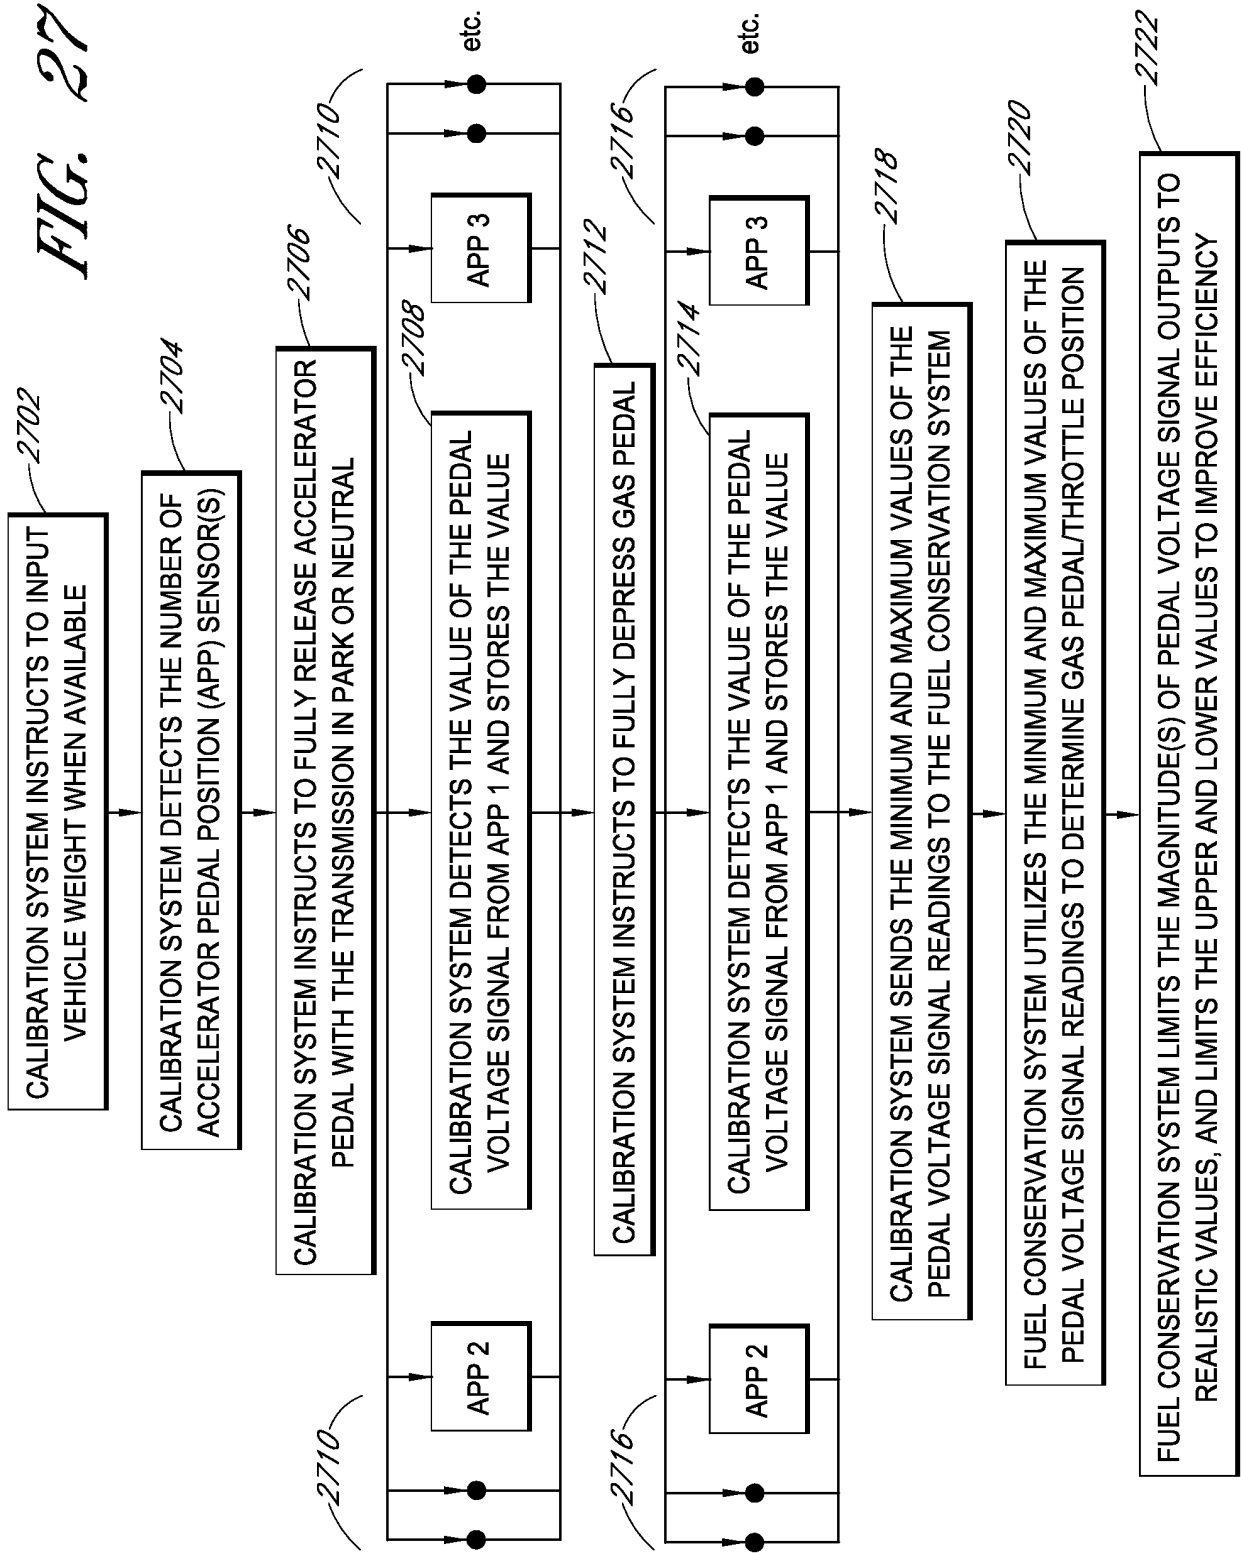 FIG. 27
2702
CALIBRATION SYSTEM INSTRUCTS TO INPUT
VEHICLE WEIGHT WHEN AVAILABLE
2704
CALIBRATION SYSTEM DETECTS THE NUMBER OF
ACCELERATOR PEDAL POSITION (APP) SENSOR(S)
2706
CALIBRATION SYSTEM INSTRUCTS TO FULLY RELEASE ACCELERATOR
PEDAL WITH THE TRANSMISSION IN PARK OR NEUTRAL
2710
2708
2710
APP 2
CALIBRATION SYSTEM DETECTS THE VALUE OF THE PEDAL
VOLTAGE SIGNAL FROM APP 1 AND STORES THE VALUE
APP 3
etc.
2712
CALIBRATION SYSTEM INSTRUCTS TO FULLY DEPRESS GAS PEDAL
2716
2714
2716
APP 2
CALIBRATION SYSTEM DETECTS THE VALUE OF THE PEDAL
VOLTAGE SIGNAL FROM APP 1 AND STORES THE VALUE
APP 3
etc.
2718
CALIBRATION SYSTEM SENDS THE MINIMUM AND MAXIMUM VALUES OF THE
PEDAL VOLTAGE SIGNAL READINGS TO THE FUEL CONSERVATION SYSTEM
2720
FUEL CONSERVATION SYSTEM UTILIZES THE MINIMUM AND MAXIMUM VALUES OF THE
PEDAL VOLTAGE SIGNAL READINGS TO DETERMINE GAS PEDAL/THROTTLE POSITION
2722
FUEL CONSERVATION SYSTEM LIMITS THE MAGNITUDE(S) OF PEDAL VOLTAGE SIGNAL OUTPUTS TO
REALISTIC VALUES, AND LIMITS THE UPPER AND LOWER VALUES TO IMPROVE EFFICIENCY